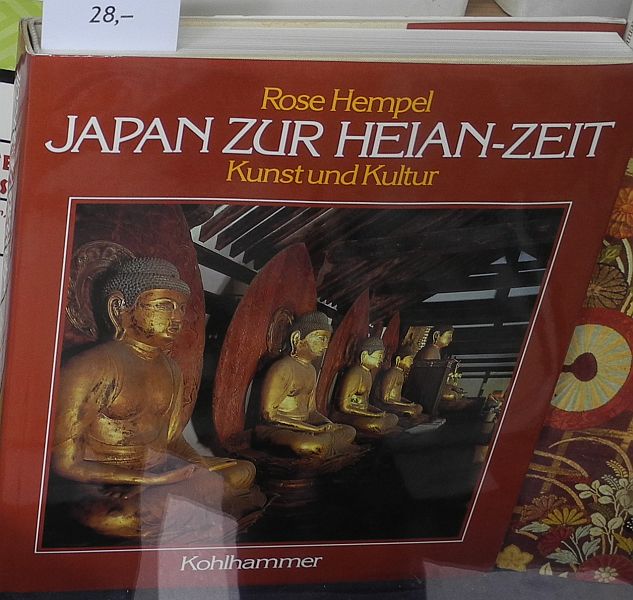 28,–
Rose Hempel
JAPAN ZUR HEIAN-ZEIT
Kunst und Kultur
Kohlhammer